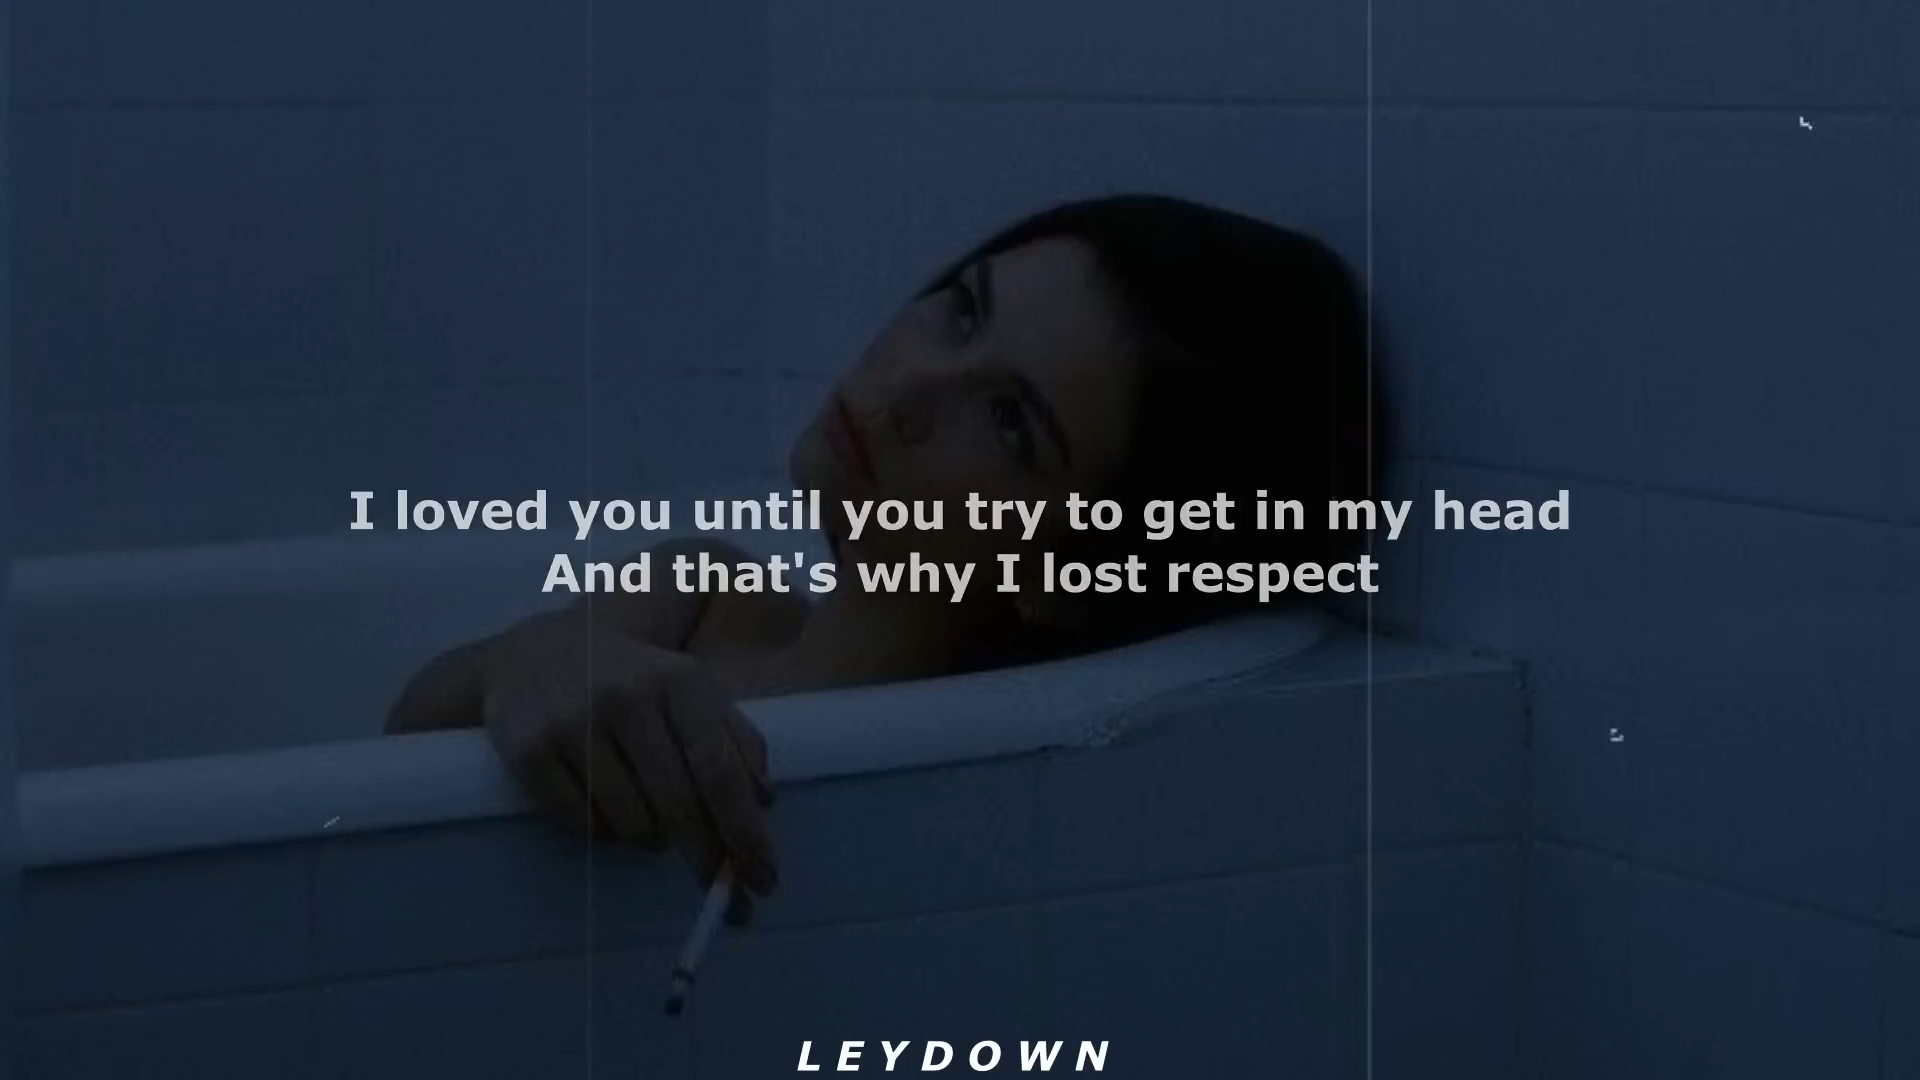 I loved you until you try to get in my head
And that's why I lost respect
LEYDOWN